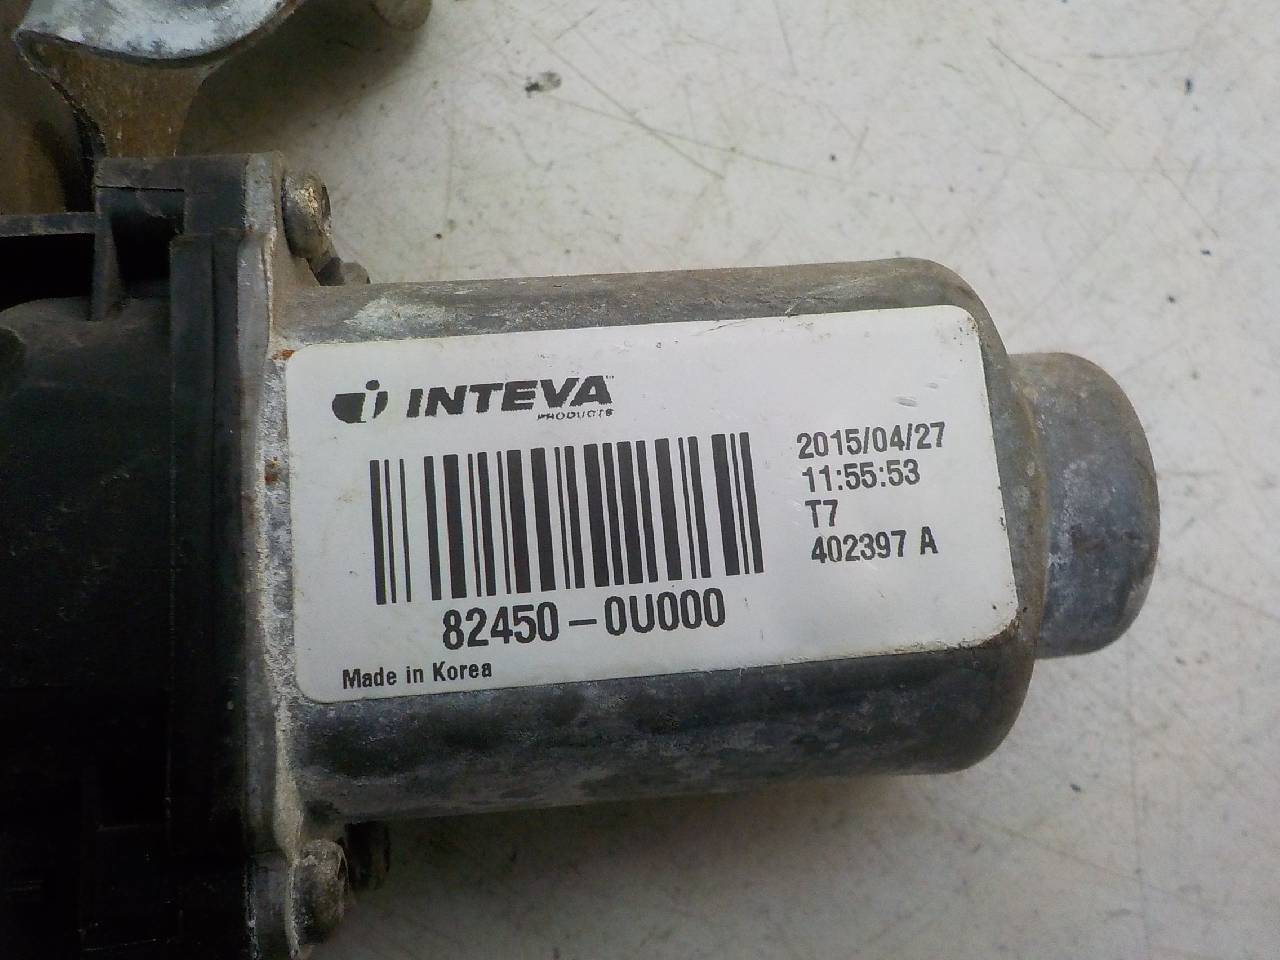 INTEVA
PRODUCTS
2015/04/27
11:55:53
T7
402397 A
82450-0U000
Made in Korea